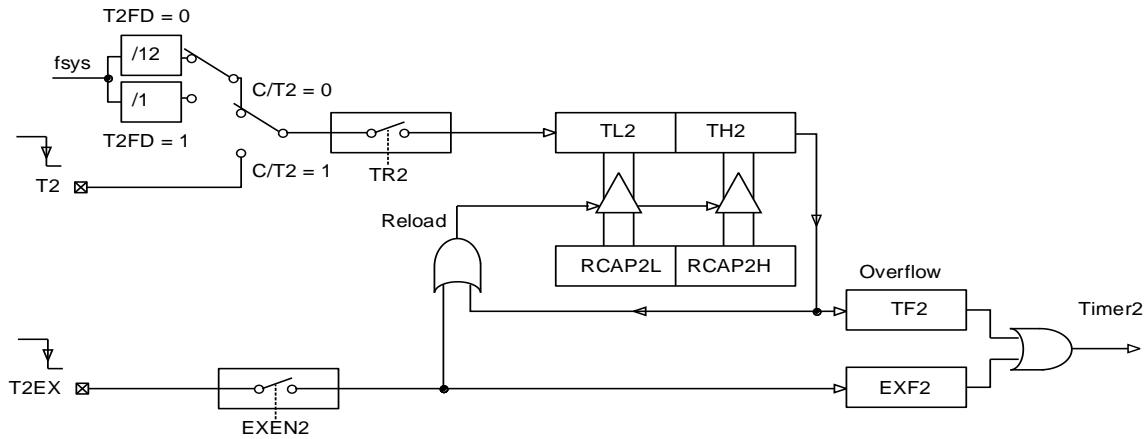 T2FD = 0
/12
fsys
C/T2 = 0
/1
T2FD = 1
TL2
TH2
T2
C/T2 = 1
TR2
Reload
RCAP2L
RCAP2H
Overflow
TF2
Timer2
T2EX
EXF2
EXEN2